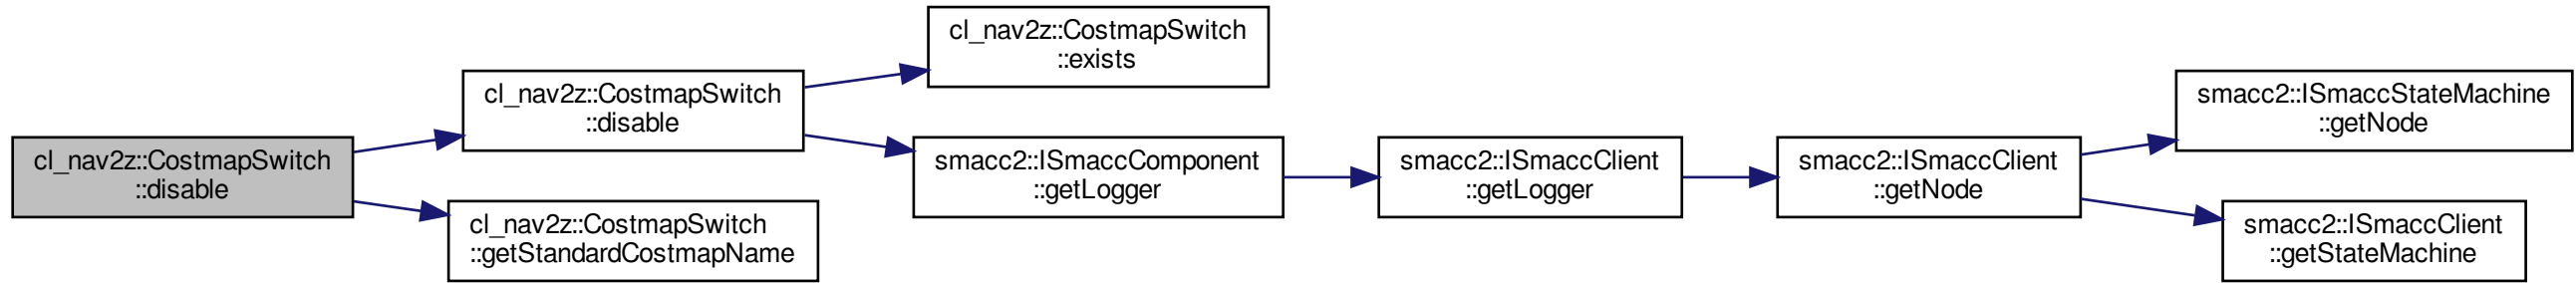 cl_nav2z::CostmapSwitch
::disable
cl_nav2z::CostmapSwitch
::disable
cl_nav2z::CostmapSwitch
::getStandardCostmapName
cl_nav2z::CostmapSwitch
::exists
smacc2::ISmaccComponent
::getLogger
smacc2::ISmaccClient
::getLogger
smacc2::ISmaccClient
::getNode
smacc2::ISmaccStateMachine
::getNode
smacc2::ISmaccClient
::getStateMachine